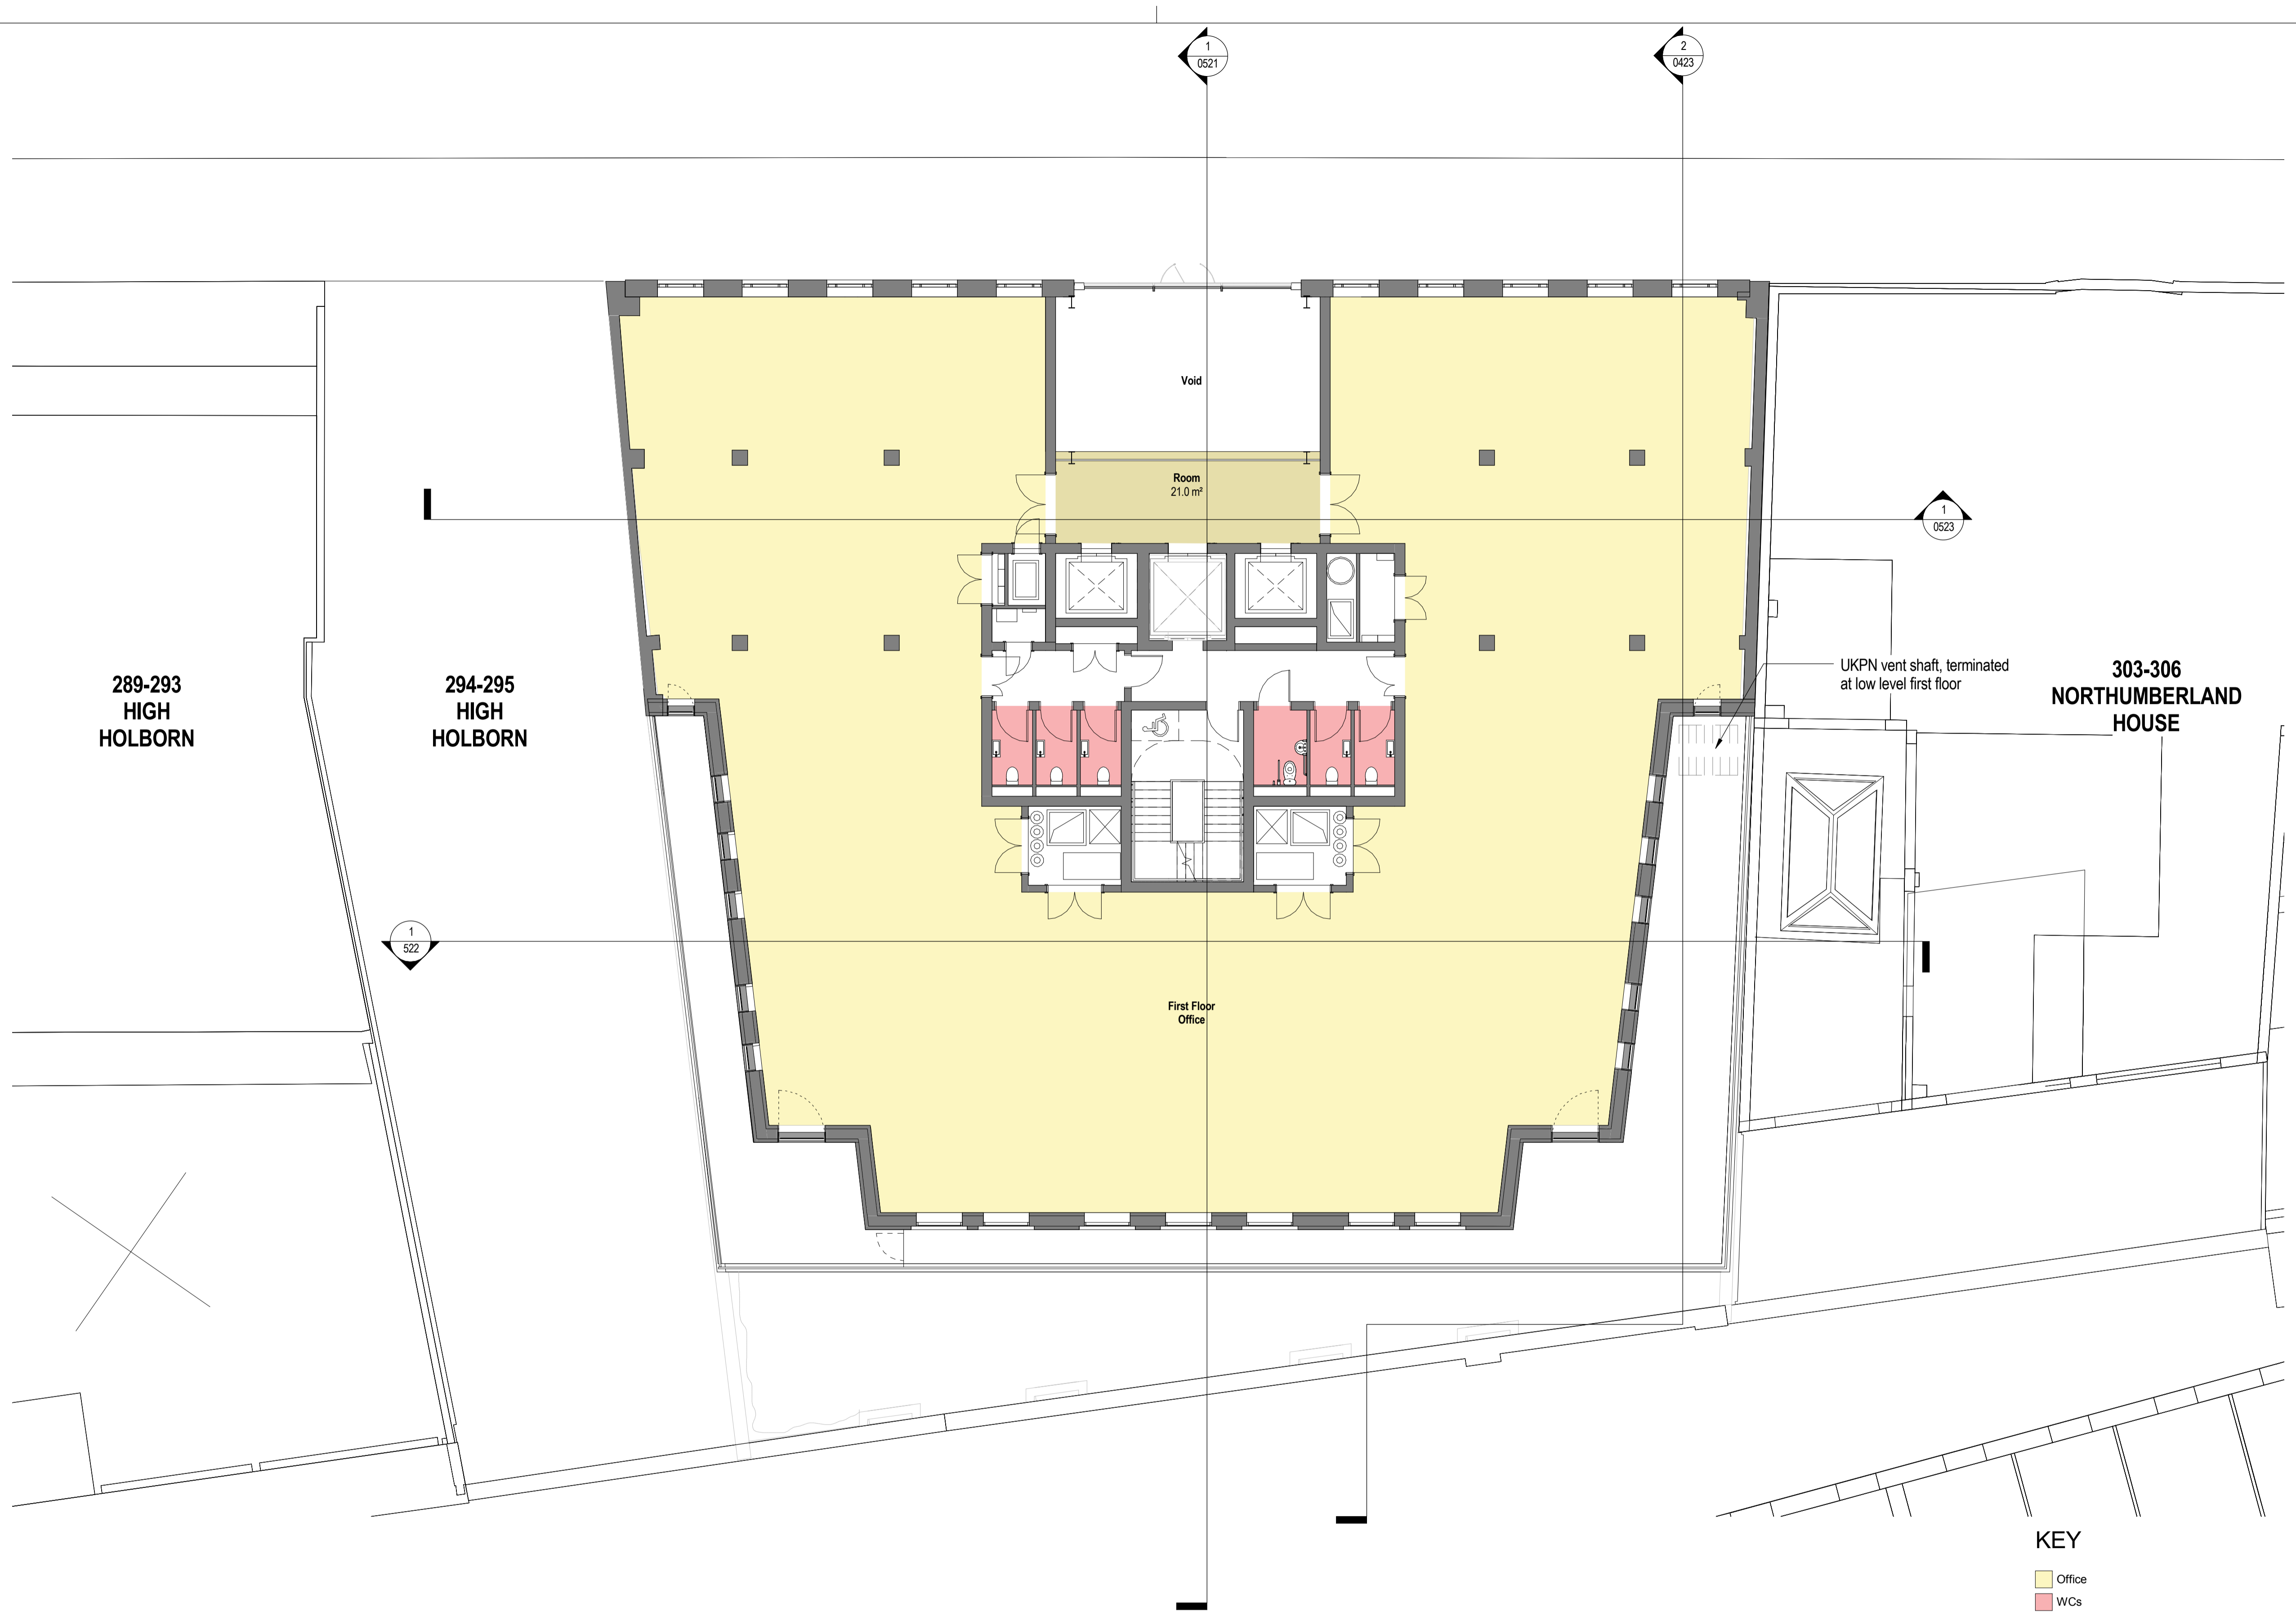 1
0521
2
0423
Void
Room
21.0 m²
1
0523
289-293
HIGH
HOLBORN
294-295
HIGH
HOLBORN
UKPN vent shaft, terminated
at low level first floor
303-306
NORTHUMBERLAND
HOUSE
1
522
First Floor
Office
KEY
Office
WCs